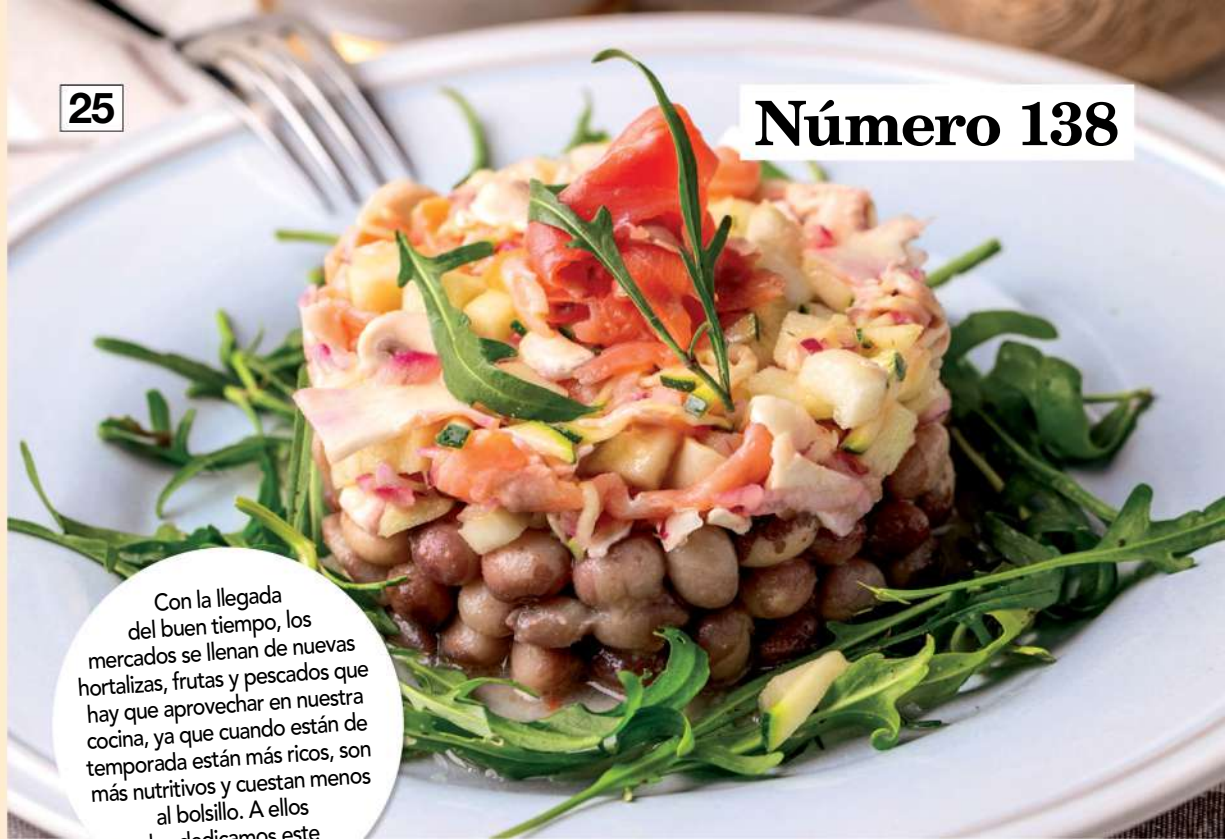 25
Número 138
Con la llegada
del buen tiempo, los
mercados se llenan de nuevas
hortalizas, frutas y pescados que
hay que aprovechar en nuestra
cocina, ya que cuando están de
temporada están más ricos, son
más nutritivos y cuestan menos
al bolsillo. A ellos
dedicamos este